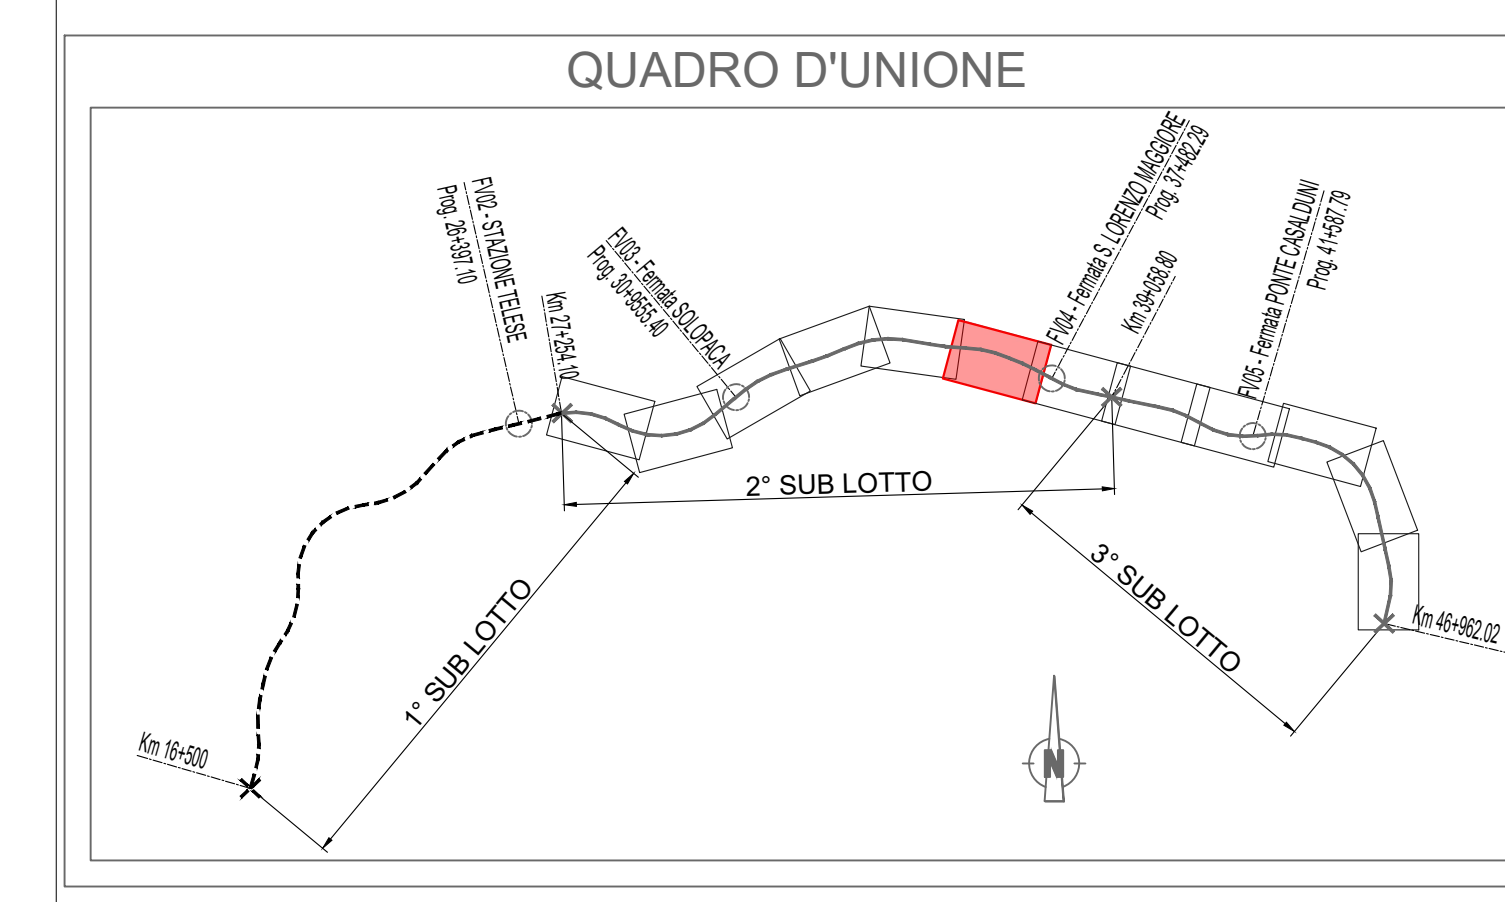 QUADRO D'UNIONE
FV02 - STAZIONE TELESE
Prog. 26+397.10
Km 27+254.10
FV03 - Fermata SOLOPACA
Prog. 30+9555.40
FV04 - Fermata S. LORENZO MAGGIORE
Prog. 37+482.29
Km 39+058.80
FV05 - Fermata PONTE CASALDUNI
Prog. 41+587.79
2° SUB LOTTO
1° SUB LOTTO
3° SUB LOTTO
Km 46+962.02
Km 16+500
N